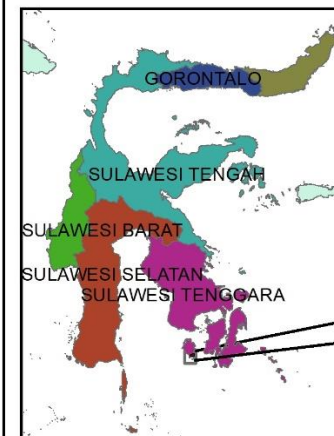 GORONTALO
SULAWESI TENGAH
SULAWESI BARAT
SULAWESI SELATAN
SULAWESI TENGGARA